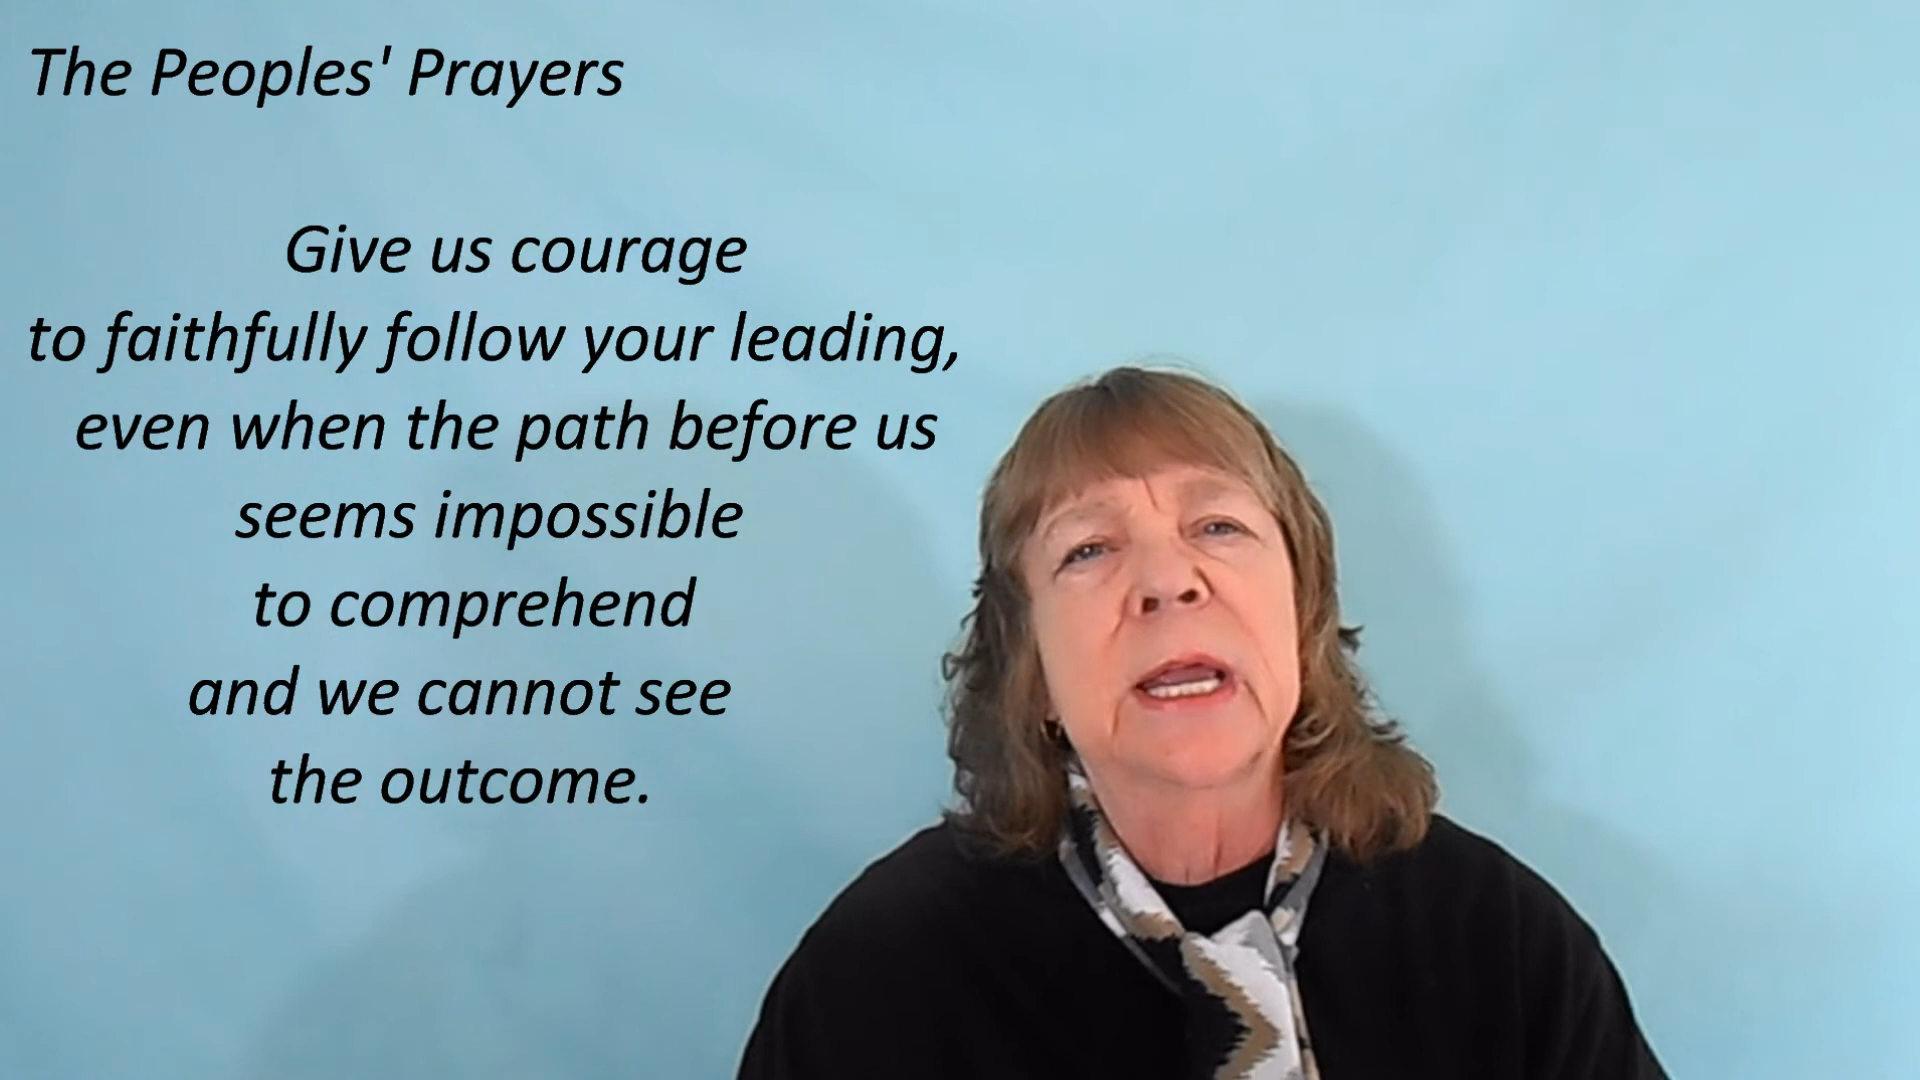 The Peoples' Prayers
Give us courage
to faithfully follow your leading,
even when the path before us
seems impossible
to comprehend
and we cannot see
the outcome.